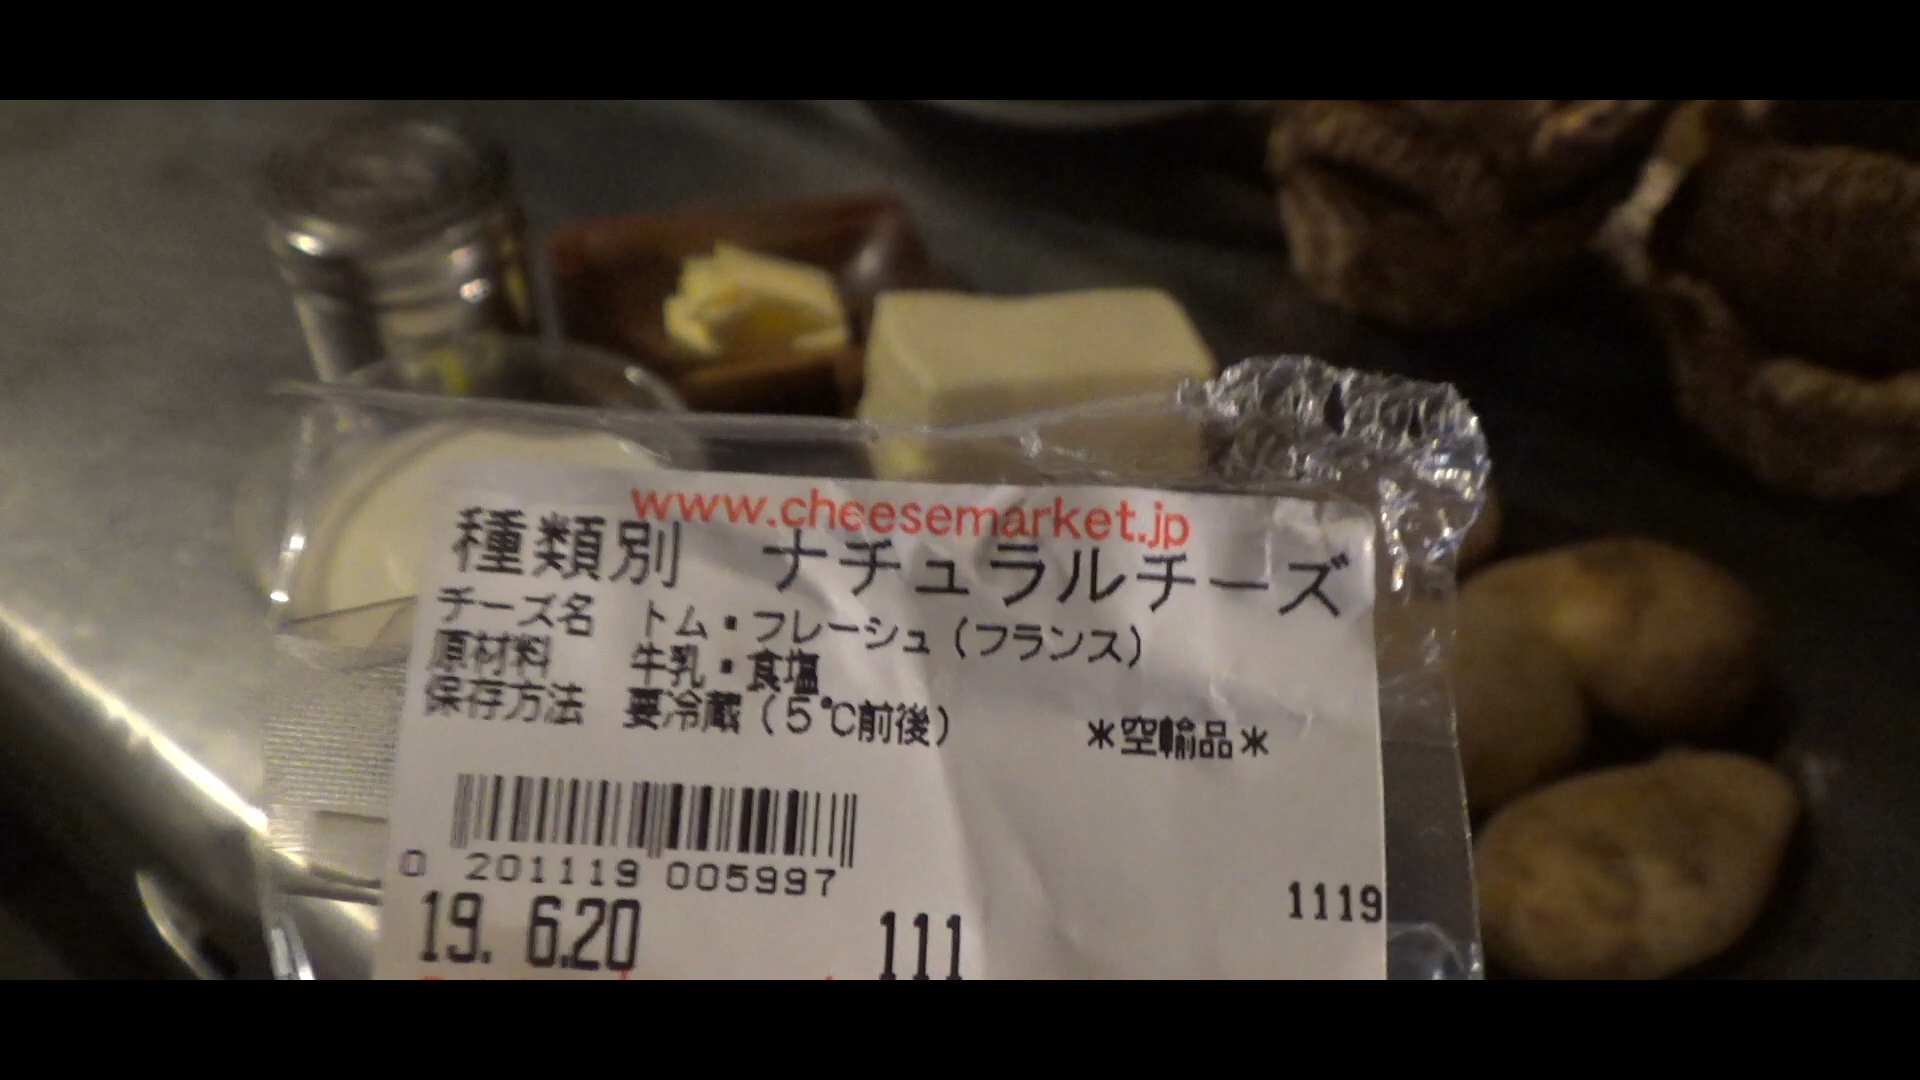 www.cheesemarket.jp
種類別 ナチュラルチーズ
チーズ名 トム・フレーシュ(フランス)
原材料 牛乳・食塩
保存方法 要冷蔵(5℃前後) *空輸品*
0 201119 005997
1119
19. 6.20 111